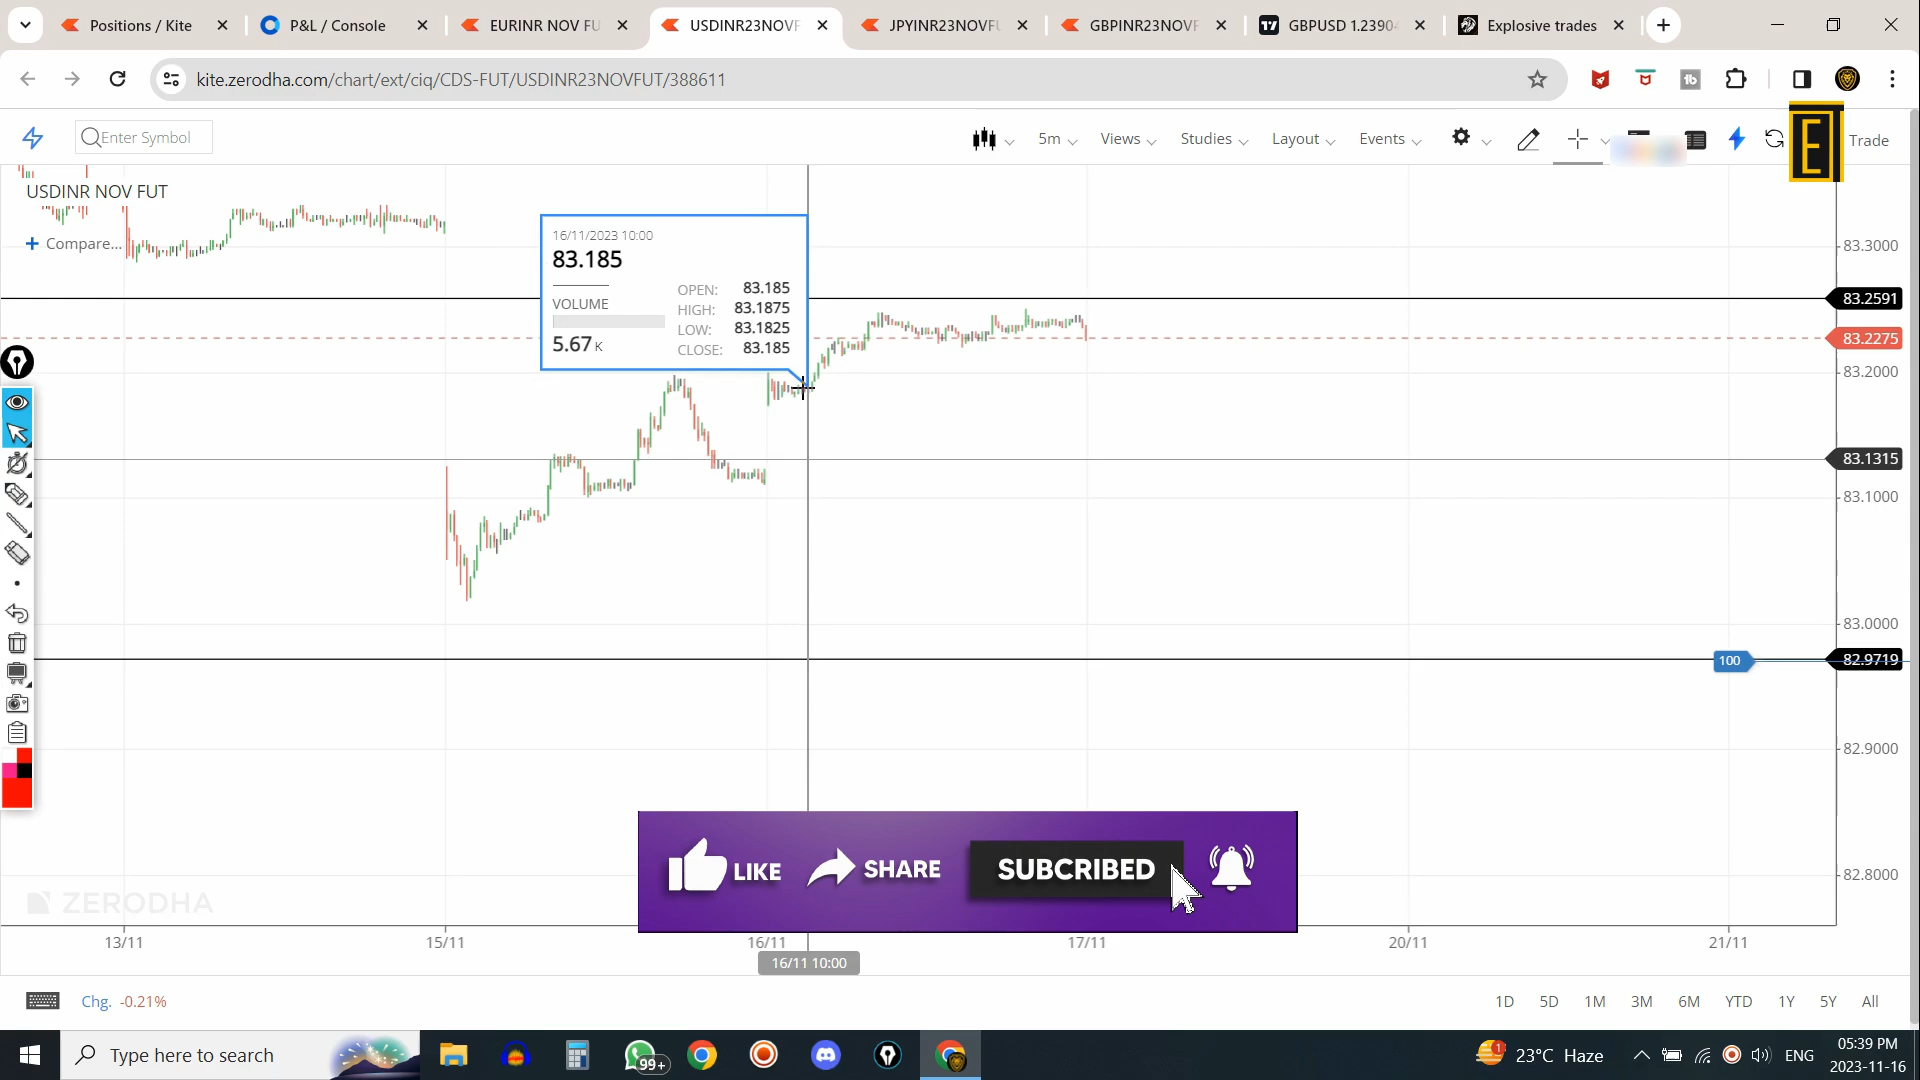 Positions / Kite
P&L / Console
EURINR NOV FU
USDINR23NOVF
JPYINR23NOVFU
GBPINR23NOVF
GBPUSD 1.23904
Explosive trades
kite.zerodha.com/chart/ext/ciq/CDS-FUT/USDINR23NOVFUT/388611
Enter Symbol
5m
Views
Studies
Layout
Events
E
Trade
USDINR NOV FUT
Compare...
16/11/2023 10:00
83.185
VOLUME
5.67 K
OPEN: 83.185
HIGH: 83.1875
LOW: 83.1825
CLOSE: 83.185
83.3000
83.2591
83.2275
83.2000
83.1315
83.1000
83.0000
100
82.9719
82.9000
82.8000
LIKE
SHARE
SUBCRIBED
ZERODHA
13/11
15/11
16/11
17/11
20/11
21/11
16/11 10:00
Chg. -0.21%
1D
5D
1M
3M
6M
YTD
1Y
5Y
All
Type here to search
99+
1
23°C Haze
ENG
05:39 PM
2023-11-16